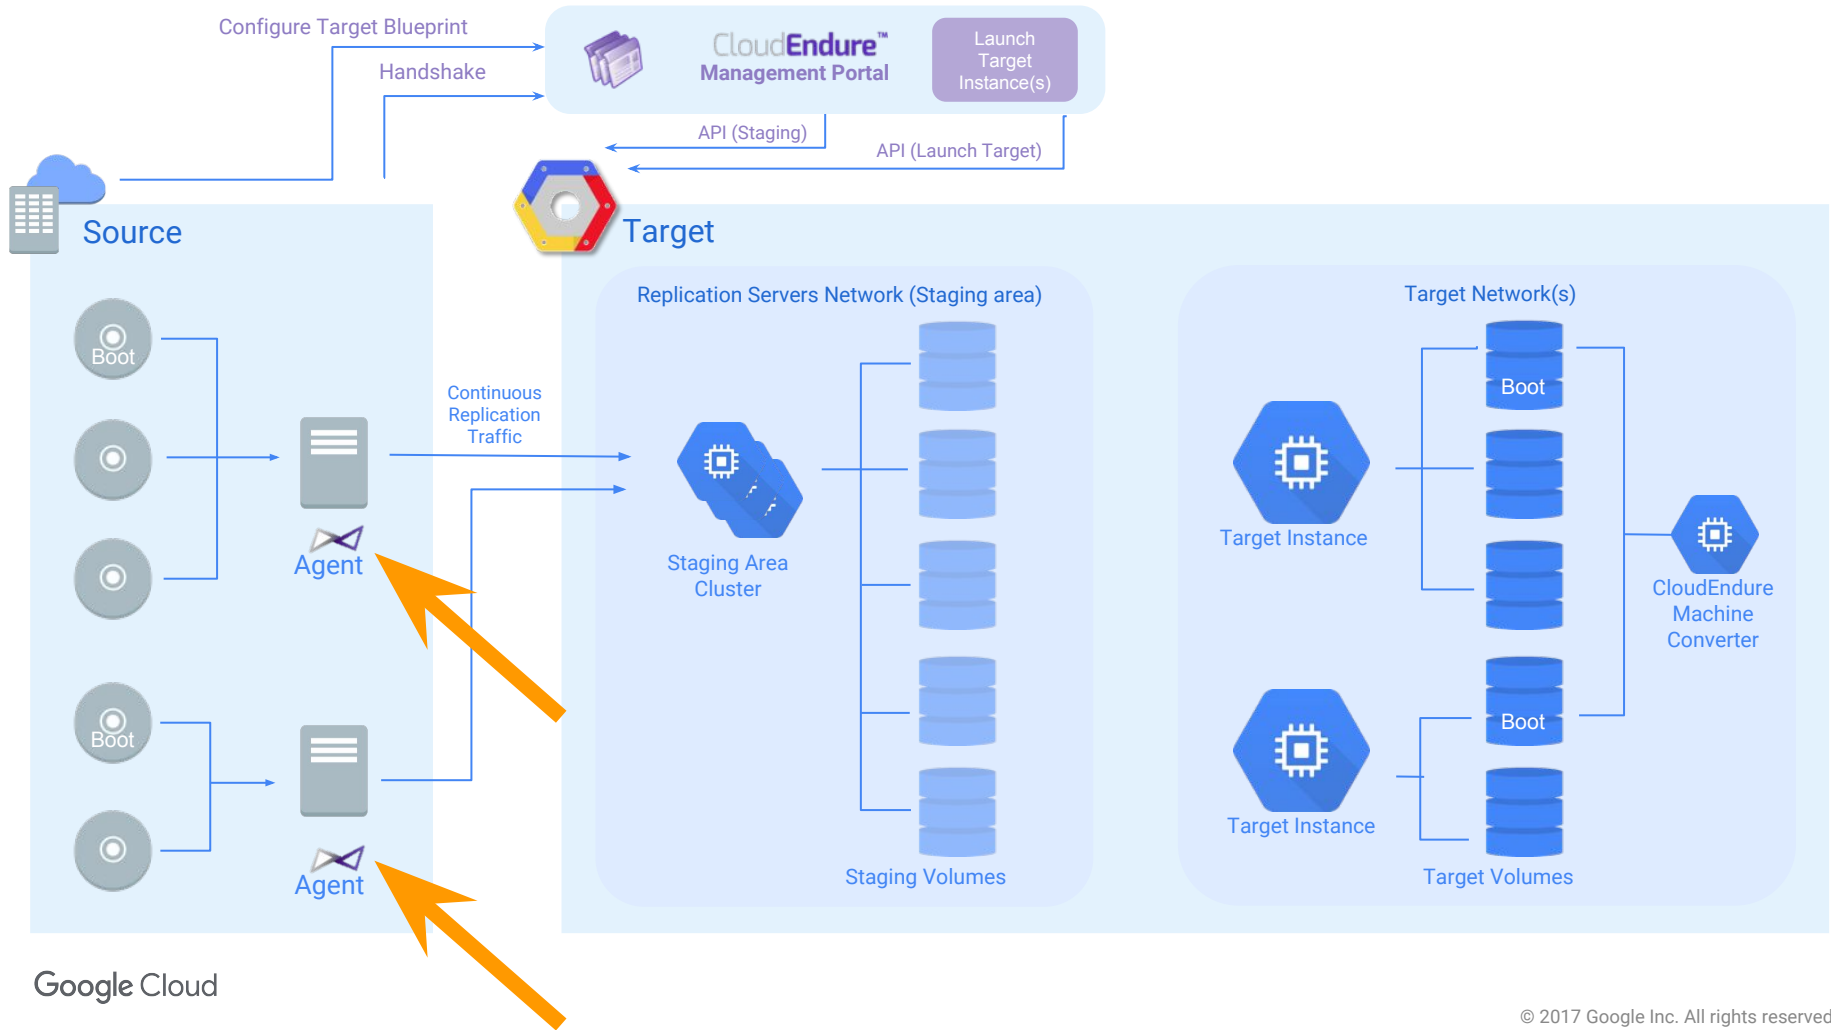 Configure Target Blueprint
Handshake
CloudEndure™
Management Portal
Launch
Target
Instance(s)
API (Staging)
API (Launch Target)
Source
Target
Boot
Agent
Boot
Agent
Continuous
Replication
Traffic
Replication Servers Network (Staging area)
Staging Area
Cluster
Staging Volumes
Target Network(s)
Boot
Target Instance
CloudEndure
Machine
Converter
Boot
Target Instance
Target Volumes
Google Cloud
© 2017 Google Inc. All rights reserved